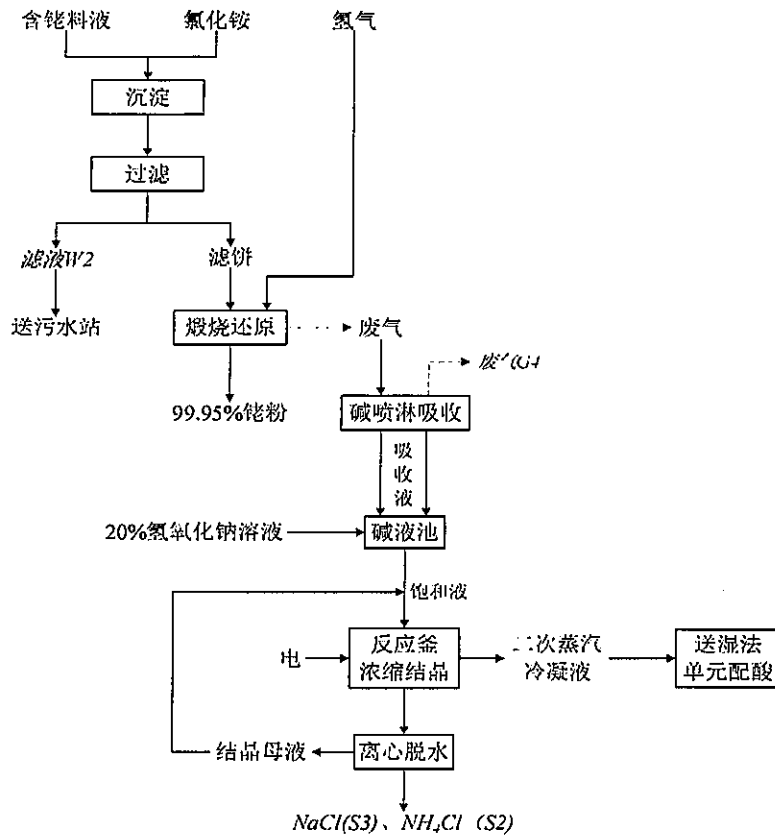 含铑料液
氯化铵
氢气
沉淀
过滤
滤液W2
滤饼
送污水站
煅烧还原
废气
99.95%铑粉
碱喷淋吸收
吸
收
液
20%氢氧化钠溶液
碱液池
饱和液
电
反应釜
浓缩结晶
二次蒸汽
冷凝液
送湿法
单元配酸
结晶母液
离心脱水
NaCl(S3)、NH₄Cl（S2）